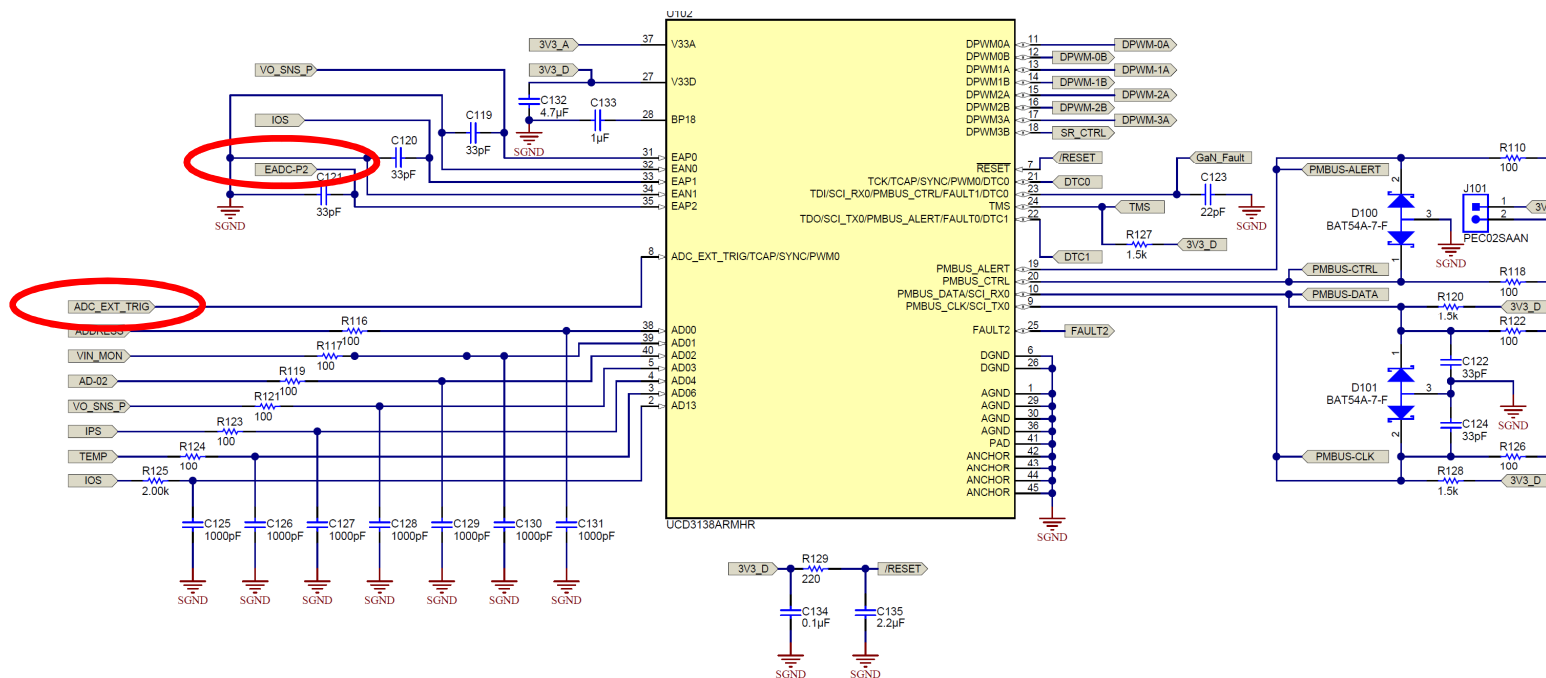 U102
37 V33A
3V3_A
VO_SNS_P
3V3_D
27 V33D
C132
4.7µF
C133
1µF
28 BP18
SGND
IOS
C119
33pF
C120
33pF
EADC-P2
C121
33pF
SGND
31 EAP0
32 EAN0
33 EAP1
34 EAN1
35 EAP2
8 ADC_EXT_TRIG/TCAP/SYNC/PWM0
ADC_EXT_TRIG
ADDRESS
R116
100
38 AD00
VIN_MON
R117
100
39 AD01
AD-02
R119
100
40 AD02
VO_SNS_P
R121
100
5 AD03
IPS
R123
100
4 AD04
TEMP
R124
100
3 AD06
IOS
R125
2.00k
2 AD13
C125
1000pF
C126
1000pF
C127
1000pF
C128
1000pF
C129
1000pF
C130
1000pF
C131
1000pF
SGND SGND SGND SGND SGND SGND SGND
UCD3138ARMHR
DPWM0A 11 DPWM-0A
DPWM0B 12 DPWM-0B
DPWM1A 13 DPWM-1A
DPWM1B 14 DPWM-1B
DPWM2A 15 DPWM-2A
DPWM2B 16 DPWM-2B
DPWM3A 17 DPWM-3A
DPWM3B 18 SR_CTRL
RESET 7 /RESET
TCK/TCAP/SYNC/PWM0/DTC0 21 DTC0
TDI/SCI_RX0/PMBUS_CTRL/FAULT1/DTC0 23
TMS 24 TMS
TDO/SCI_TX0/PMBUS_ALERT/FAULT0/DTC1 22
DTC1
GaN_Fault
C123
22pF
SGND
R127
1.5k
3V3_D
PMBUS_ALERT 19
PMBUS_CTRL 20
PMBUS_DATA/SCI_RX0 10
PMBUS_CLK/SCI_TX0 9
FAULT2 25 FAULT2
DGND 6
DGND 26
AGND 1
AGND 29
AGND 30
AGND 36
PAD 41
ANCHOR 42
ANCHOR 43
ANCHOR 44
ANCHOR 45
SGND
PMBUS-ALERT
R110
100
2
D100
BAT54A-7-F
3
1
SGND
J101
1
2
PEC02SAAN
PMBUS-CTRL
R118
100
PMBUS-DATA
R120
1.5k
3V3_D
R122
100
1
D101
BAT54A-7-F
3
2
C122
33pF
SGND
C124
33pF
PMBUS-CLK
R126
100
R128
1.5k
3V3_D
3V3_D
R129
220
/RESET
C134
0.1µF
C135
2.2µF
SGND SGND